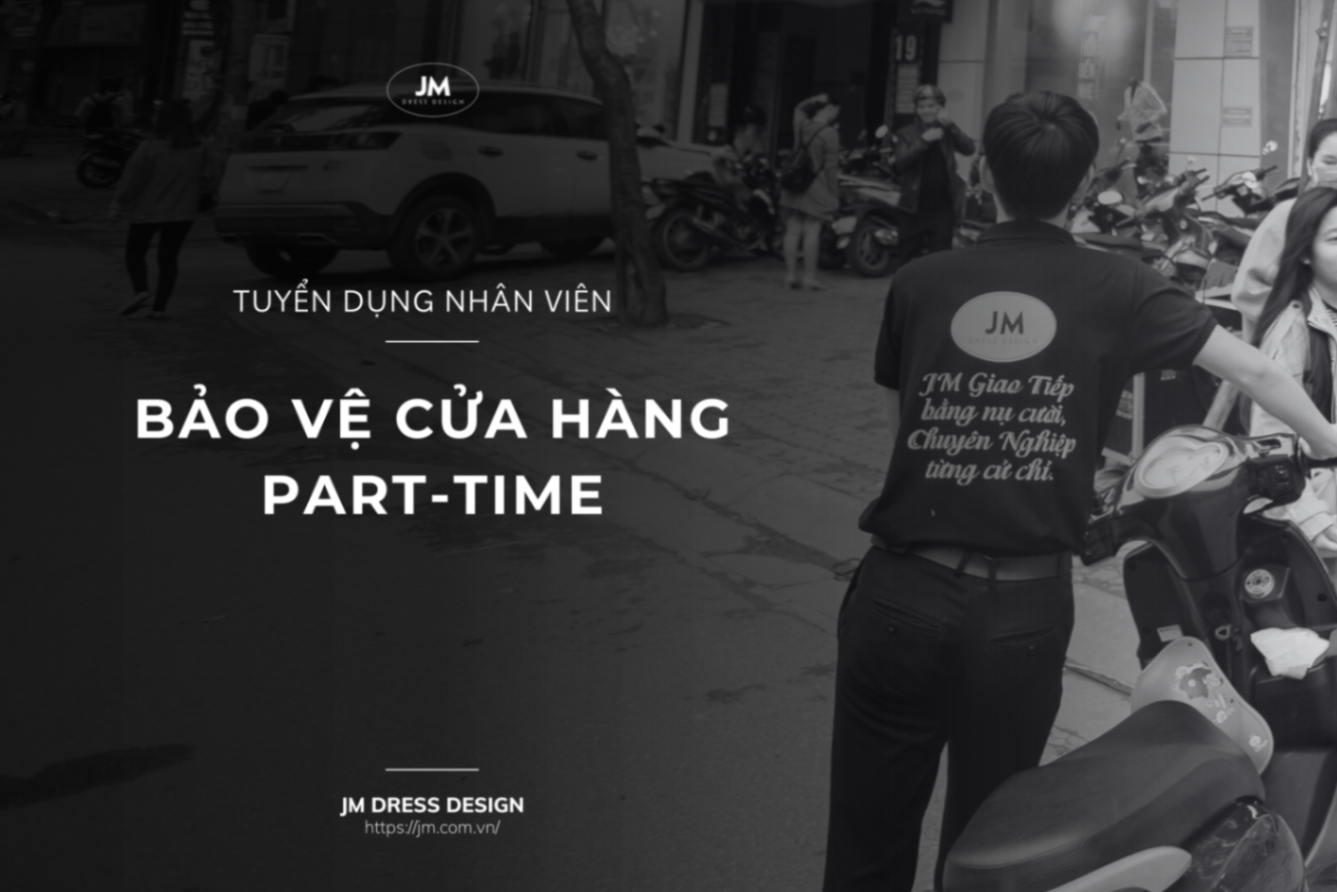 JM
DRESS DESIGN
19
TUYỂN DỤNG NHÂN VIÊN
BẢO VỆ CỬA HÀNG
PART-TIME
JM
DRESS DESIGN
JM Giao Tiếp
bằng nụ cười,
Chuyên Nghiệp
từng cử chỉ.
JM DRESS DESIGN
https://jm.com.vn/